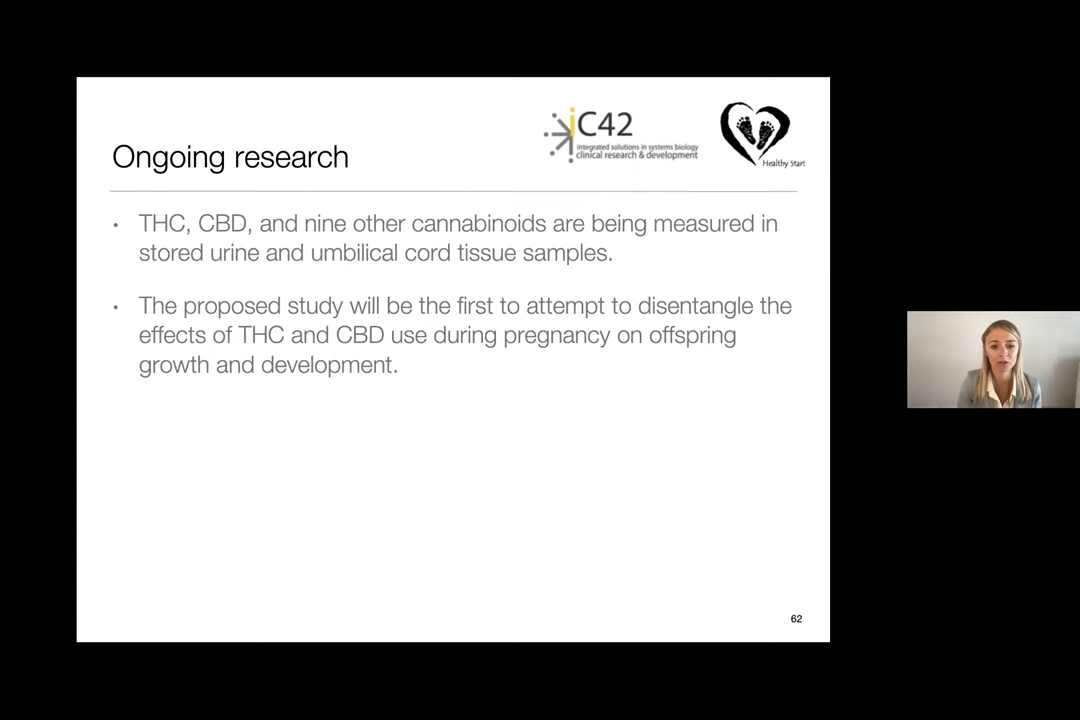 iC42
integrated solutions in systems biology
clinical research & development
Healthy Start
Ongoing research
• THC, CBD, and nine other cannabinoids are being measured in
stored urine and umbilical cord tissue samples.
• The proposed study will be the first to attempt to disentangle the
effects of THC and CBD use during pregnancy on offspring
growth and development.
62